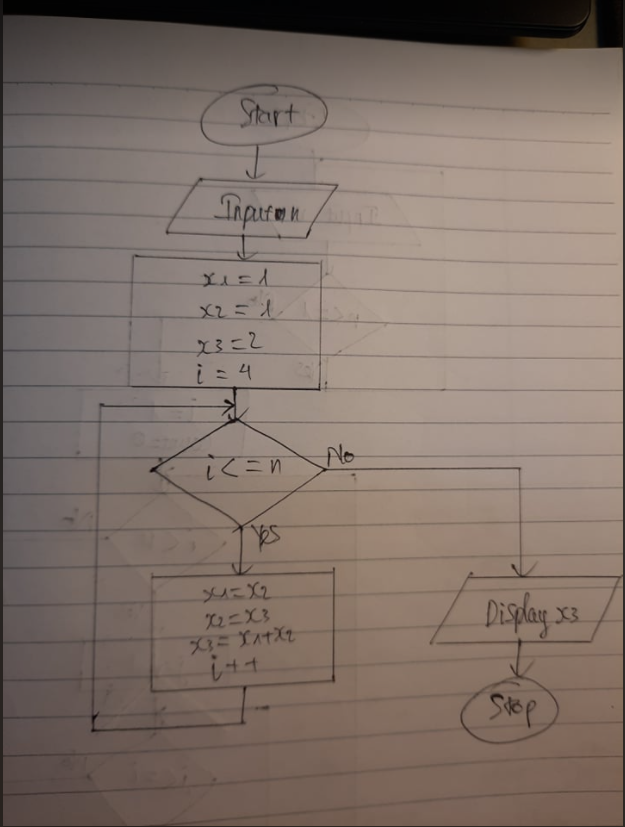 Start
Input n
x1=1
x2=1
x3=2
i=4
i<=n
No
Yes
x1=x2
x2=x3
x3=x1+x2
i++
Display x3
Stop